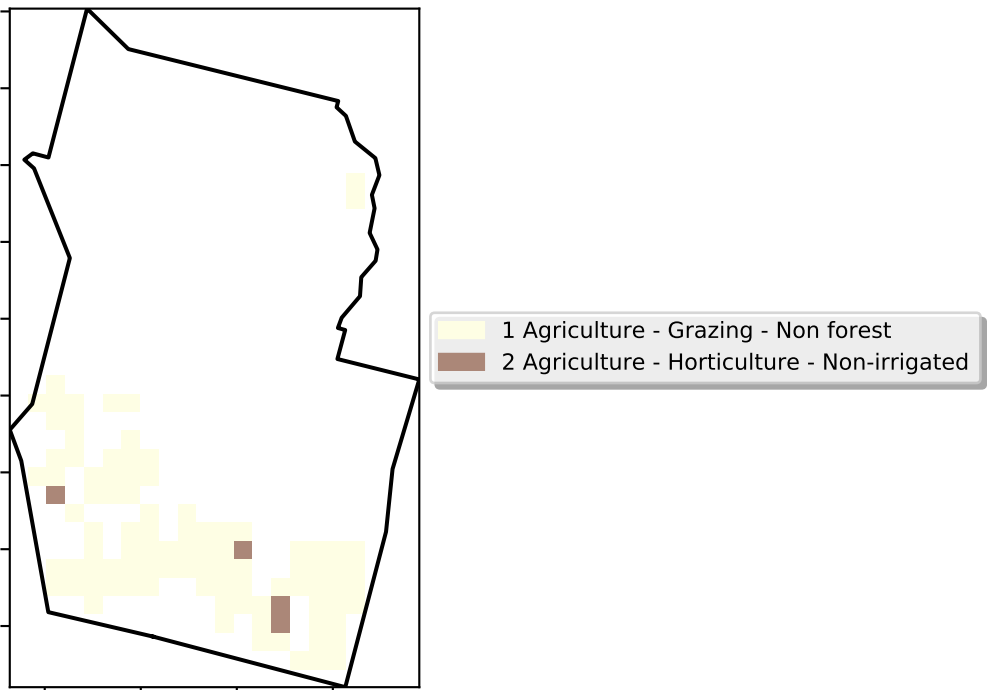 1 Agriculture - Grazing - Non forest
2 Agriculture - Horticulture - Non-irrigated